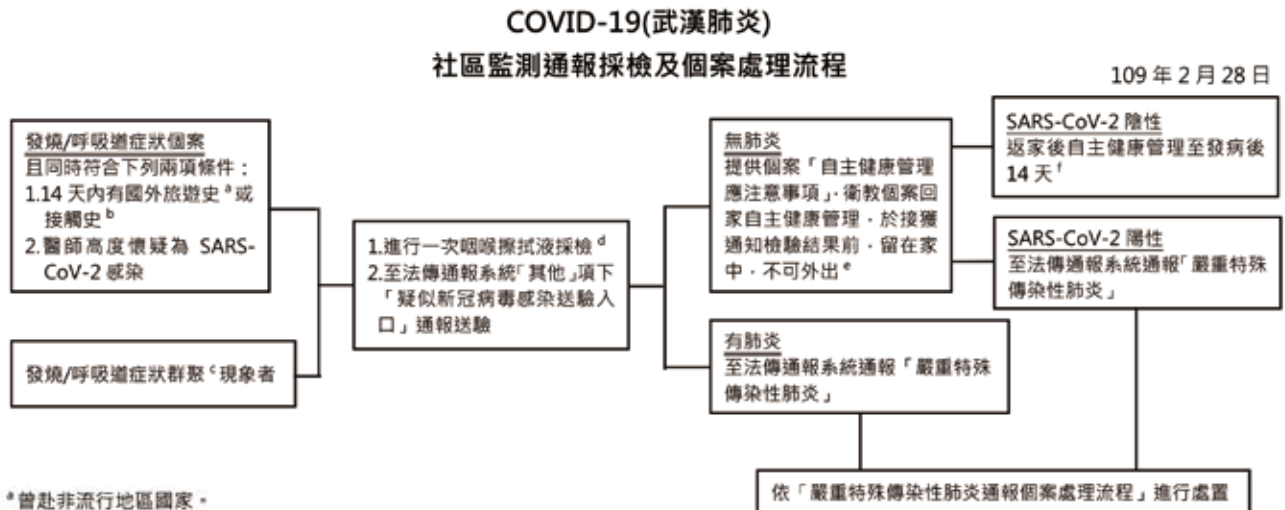 COVID-19(武漢肺炎)
社區監測通報採檢及個案處理流程
109 年 2 月 28 日
發燒/呼吸道症狀個案
且同時符合下列兩項條件：
1.14 天內有國外旅遊史 a 或
接觸史 b
2.醫師高度懷疑為 SARS-
CoV-2 感染
發燒/呼吸道症狀群聚 c 現象者
1.進行一次咽喉擦拭液採檢 d
2.至法傳通報系統「其他」項下
「疑似新冠病毒感染送驗入
口」通報送驗
無肺炎
提供個案「自主健康管理
應注意事項」，衛教個案回
家自主健康管理，於接獲
通知檢驗結果前，留在家
中，不可外出 e
有肺炎
至法傳通報系統通報「嚴重特殊
傳染性肺炎」
SARS-CoV-2 陰性
返家後自主健康管理至發病後
14 天 f
SARS-CoV-2 陽性
至法傳通報系統通報「嚴重特殊
傳染性肺炎」
依「嚴重特殊傳染性肺炎通報個案處理流程」進行處置
a 曾赴非流行地區國家。